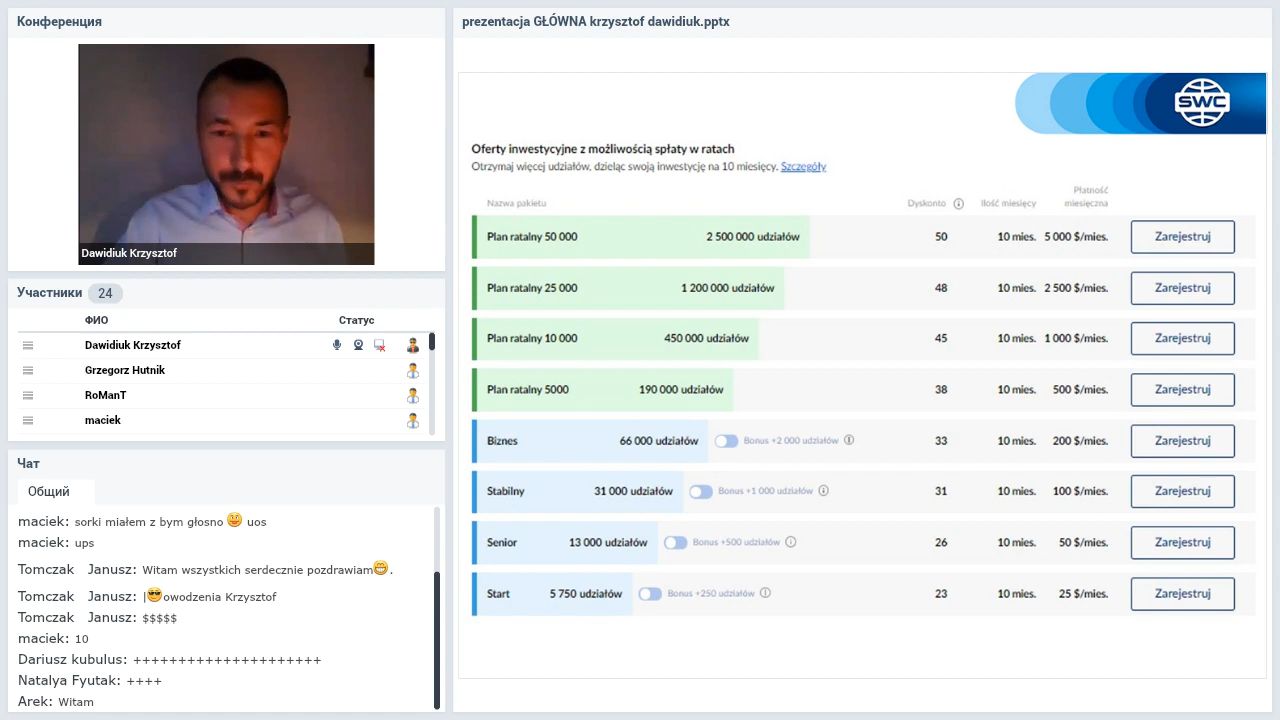 Конференция
Dawidiuk Krzysztof
Участники 24
ФИО Статус
Dawidiuk Krzysztof
Grzegorz Hutnik
RoManT
maciek
Чат
Общий
maciek: sorki miałem z bym głosno 😛 uos
maciek: ups
Tomczak Janusz: Witam wszystkich serdecznie pozdrawiam😁.
Tomczak Janusz: |😎owodzenia Krzysztof
Tomczak Janusz: $$$$$
maciek: 10
Dariusz kubulus: +++++++++++++++++++++
Natalya Fyutak: ++++
Arek: Witam
prezentacja GŁÓWNA krzysztof dawidiuk.pptx
SWC
Oferty inwestycyjne z możliwością spłaty w ratach
Otrzymaj więcej udziałów, dzieląc swoją inwestycję na 10 miesięcy. Szczegóły
Nazwa pakietu Dyskonto Ilość miesięcy Płatność
miesięczna
Plan ratalny 50 000 2 500 000 udziałów 50 10 mies. 5 000 $/mies. Zarejestruj
Plan ratalny 25 000 1 200 000 udziałów 48 10 mies. 2 500 $/mies. Zarejestruj
Plan ratalny 10 000 450 000 udziałów 45 10 mies. 1 000 $/mies. Zarejestruj
Plan ratalny 5000 190 000 udziałów 38 10 mies. 500 $/mies. Zarejestruj
Biznes 66 000 udziałów Bonus +2 000 udziałów 33 10 mies. 200 $/mies. Zarejestruj
Stabilny 31 000 udziałów Bonus +1 000 udziałów 31 10 mies. 100 $/mies. Zarejestruj
Senior 13 000 udziałów Bonus +500 udziałów 26 10 mies. 50 $/mies. Zarejestruj
Start 5 750 udziałów Bonus +250 udziałów 23 10 mies. 25 $/mies. Zarejestruj